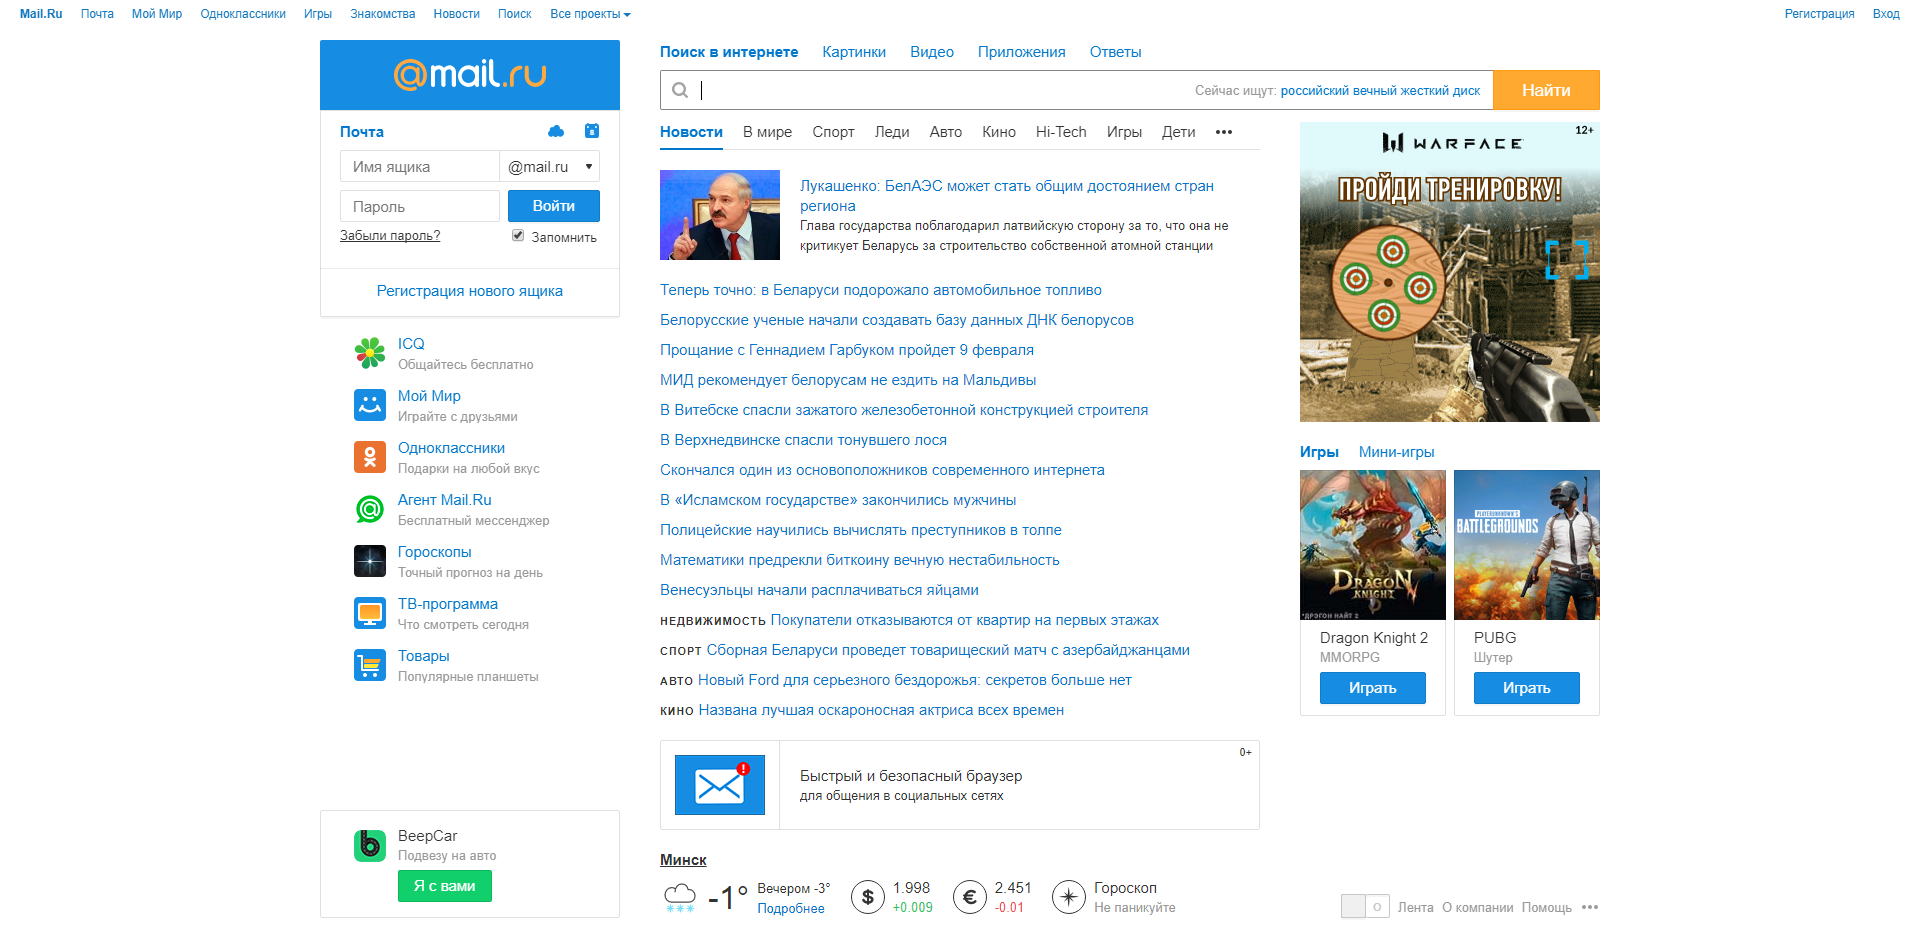 Mail.Ru Почта Мой Мир Одноклассники Игры Знакомства Новости Поиск Все проекты
Регистрация Вход
@mail.ru
Почта
Имя ящика @mail.ru
Пароль Войти
Забыли пароль? Запомнить
Регистрация нового ящика
ICQ
Общайтесь бесплатно
Мой Мир
Играйте с друзьями
Одноклассники
Подарки на любой вкус
Агент Mail.Ru
Бесплатный мессенджер
Гороскопы
Точный прогноз на день
ТВ-программа
Что смотреть сегодня
Товары
Популярные планшеты
BeepCar
Подвезу на авто
Я с вами
Поиск в интернете Картинки Видео Приложения Ответы
Сейчас ищут: российский вечный жесткий диск Найти
Новости В мире Спорт Леди Авто Кино Hi-Tech Игры Дети •••
Лукашенко: БелАЭС может стать общим достоянием стран
региона
Глава государства поблагодарил латвийскую сторону за то, что она не
критикует Беларусь за строительство собственной атомной станции
Теперь точно: в Беларуси подорожало автомобильное топливо
Белорусские ученые начали создавать базу данных ДНК белорусов
Прощание с Геннадием Гарбуком пройдет 9 февраля
МИД рекомендует белорусам не ездить на Мальдивы
В Витебске спасли зажатого железобетонной конструкцией строителя
В Верхнедвинске спасли тонувшего лося
Скончался один из основоположников современного интернета
В «Исламском государстве» закончились мужчины
Полицейские научились вычислять преступников в толпе
Математики предрекли биткоину вечную нестабильность
Венесуэльцы начали расплачиваться яйцами
НЕДВИЖИМОСТЬ Покупатели отказываются от квартир на первых этажах
СПОРТ Сборная Беларуси проведет товарищеский матч с азербайджанцами
АВТО Новый Ford для серьезного бездорожья: секретов больше нет
КИНО Названа лучшая оскароносная актриса всех времен
0+
Быстрый и безопасный браузер
для общения в социальных сетях
Минск
-1° Вечером -3°
Подробнее
$ 1.998
+0.009
€ 2.451
-0.01
Гороскоп
Не паникуйте
12+
WARFACE
ПРОЙДИ ТРЕНИРОВКУ!
Игры Мини-игры
DRAGON
KNIGHT
*ДРЭГОН НАЙТ 2
PLAYERUNKNOWN'S
BATTLEGROUNDS
Dragon Knight 2
MMORPG
Играть
PUBG
Шутер
Играть
Лента О компании Помощь •••